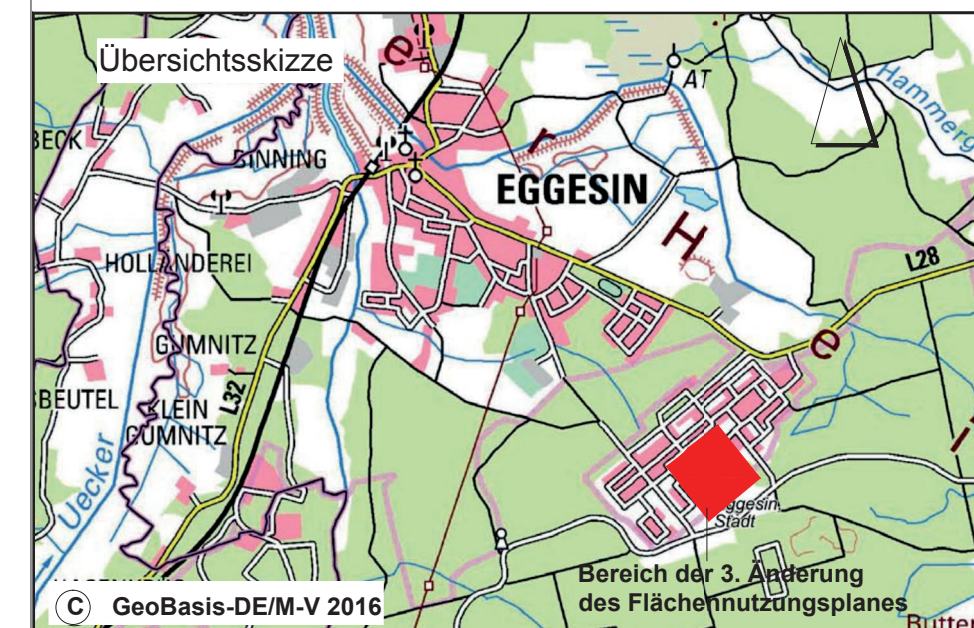 Übersichtsskizze
e
AT
Hammerg
BECK
BINNING
r
EGGESIN
H
HOLLÄNDEREI
L28
GUMNITZ
e
L32
BEUTEL
KLEIN
GUMNITZ
i
Uecker
Eggesin,
Stadt
Bereich der 3. Änderung
des Flächennutzungsplanes
C GeoBasis-DE/M-V 2016
Butter